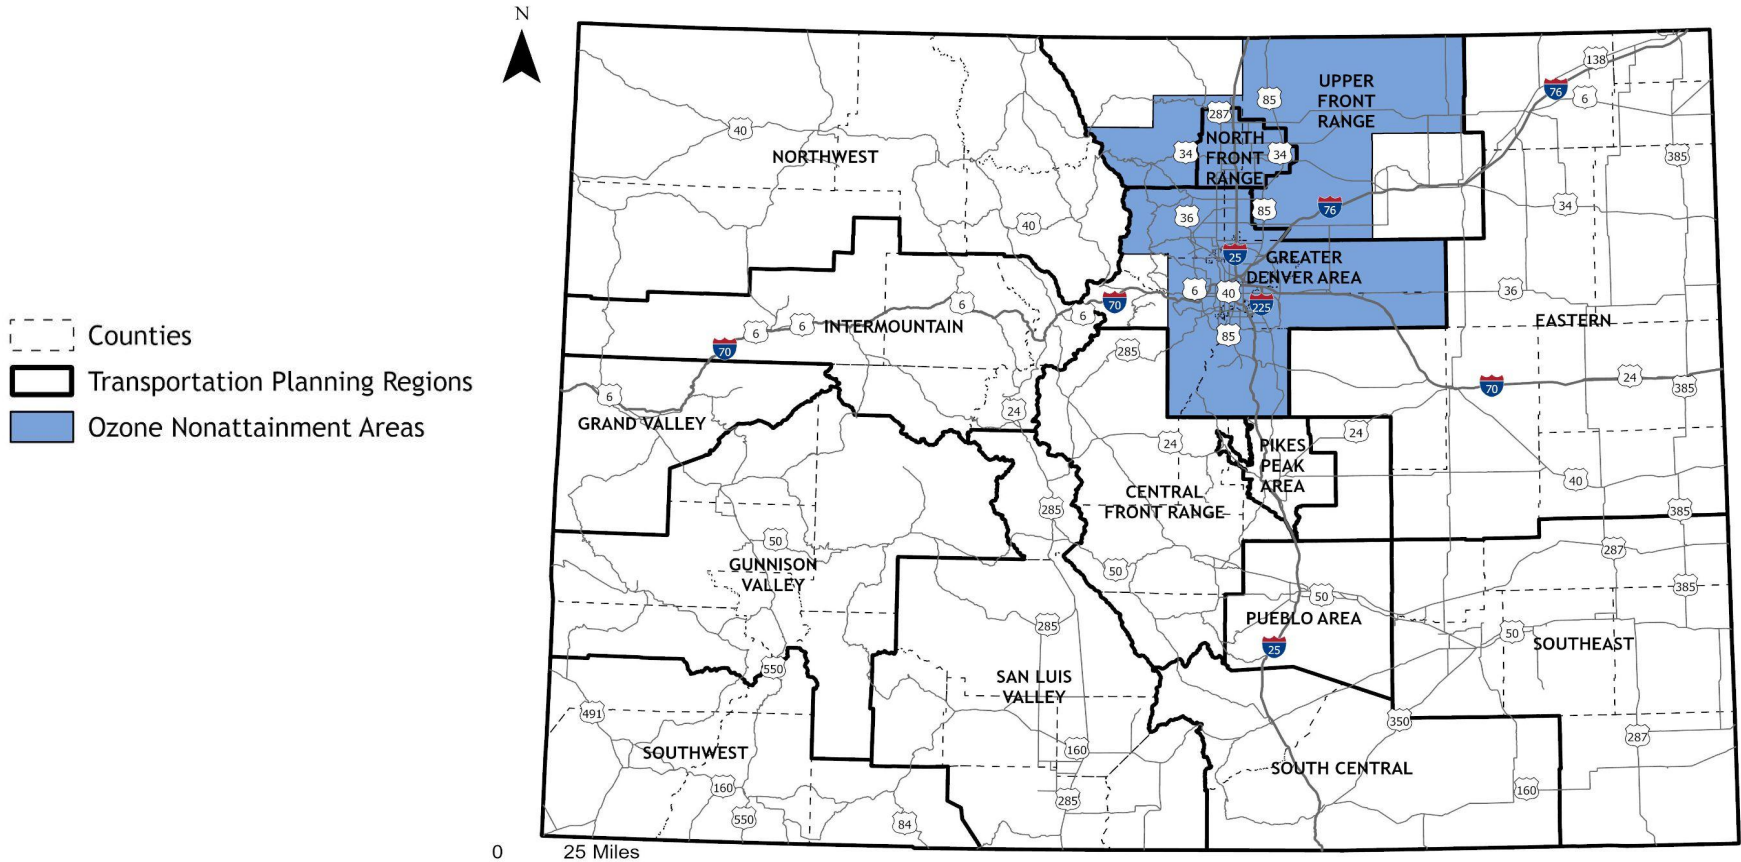 N
138
76
6
UPPER
FRONT
RANGE
85
287
40
NORTHWEST
NORTH
FRONT
RANGE
34
34
385
76
34
36
85
40
25
GREATER
DENVER AREA
6
40
225
36
70
6
6
INTERMOUNTAIN
6
6
70
EASTERN
Counties
85
285
Transportation Planning Regions
24
385
70
6
24
Ozone Nonattainment Areas
GRAND VALLEY
24
24
PIKES
PEAK
AREA
40
CENTRAL
FRONT RANGE
285
385
50
287
GUNNISON
VALLEY
50
385
50
PUEBLO AREA
285
50
SOUTHEAST
25
550
SAN LUIS
VALLEY
491
350
287
SOUTHWEST
160
SOUTH CENTRAL
160
160
285
550
84
0 25 Miles